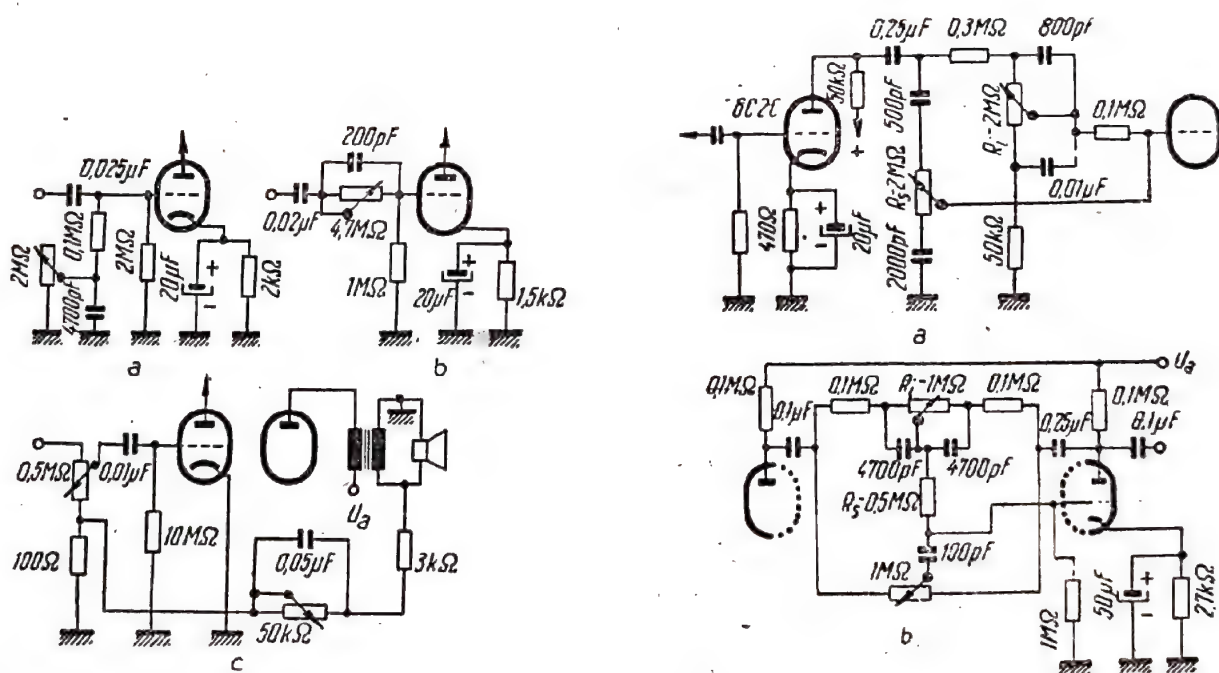 0,025µF
0,1MΩ
2MΩ
2MΩ
4700pF
20µF
+
−
2kΩ
a
200pF
0,02µF
4,7MΩ
1MΩ
20µF
+
−
1,5kΩ
b
0,5MΩ
0,01µF
100Ω
10MΩ
Ua
0,05µF
50kΩ
3kΩ
c
0,25µF
0,3MΩ
800pf
6C2C
50kΩ
+
500pF
Ri-2MΩ
0,1MΩ
470Ω
+
−
20µF
Rs-2MΩ
2000pF
0,01µF
50kΩ
a
Ua
0,1MΩ
0,1µF
0,1MΩ
Ri-1MΩ
0,1MΩ
0,1MΩ
0,25µF
0,1µF
4700pF
4700pF
Rs-0,5MΩ
100pF
1MΩ
1MΩ
50µF
+
−
2,7kΩ
b